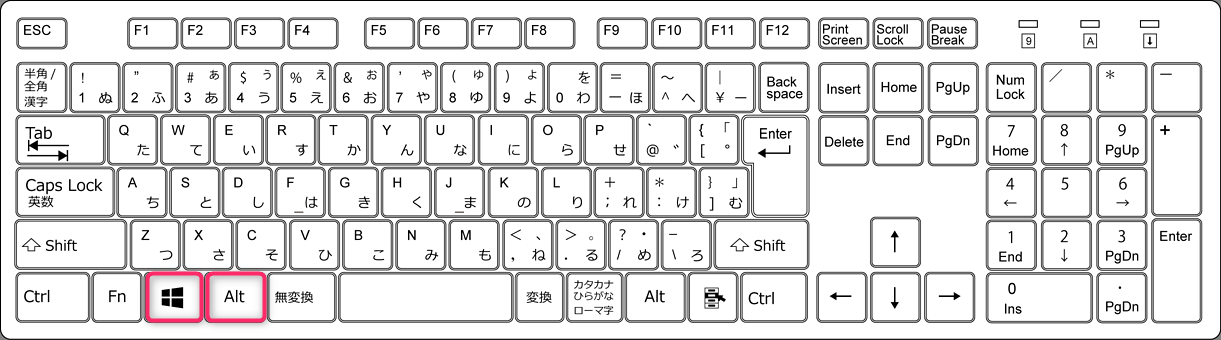 ESC F1 F2 F3 F4 F5 F6 F7 F8 F9 F10 F11 F12 Print Screen Scroll Lock Pause Break 9 A ⬇
半角/ 全角 漢字 ! 1 ぬ " 2 ふ # ぁ 3 あ $ ぅ 4 う % ぇ 5 え & ぉ 6 お ' ゃ 7 や ( ゅ 8 ゆ ) ょ 9 よ を 0 わ = ー ほ ～ ^ へ | ¥ ー Back space Insert Home PgUp Num Lock ／ ＊ ー
Tab Q た W て E い R す T か Y ん U な I に O ら P せ ` @ ゛ { 「 [ ゜ Enter Delete End PgDn 7 Home 8 ↑ 9 PgUp +
Caps Lock 英数 A ち S と D し F _は G き H く J _ま K の L り + ; れ * : け } 」 ] む 4 ← 5 6 →
Shift Z つ X さ C そ V ひ B こ N み M も < 、 , ね > 。 . る ? ・ / め _ \ ろ Shift ↑ 1 End 2 ↓ 3 PgDn Enter
Ctrl Fn Alt 無変換 変換 カタカナ ひらがな ローマ字 Alt Ctrl ← ↓ → 0 Ins . PgDn